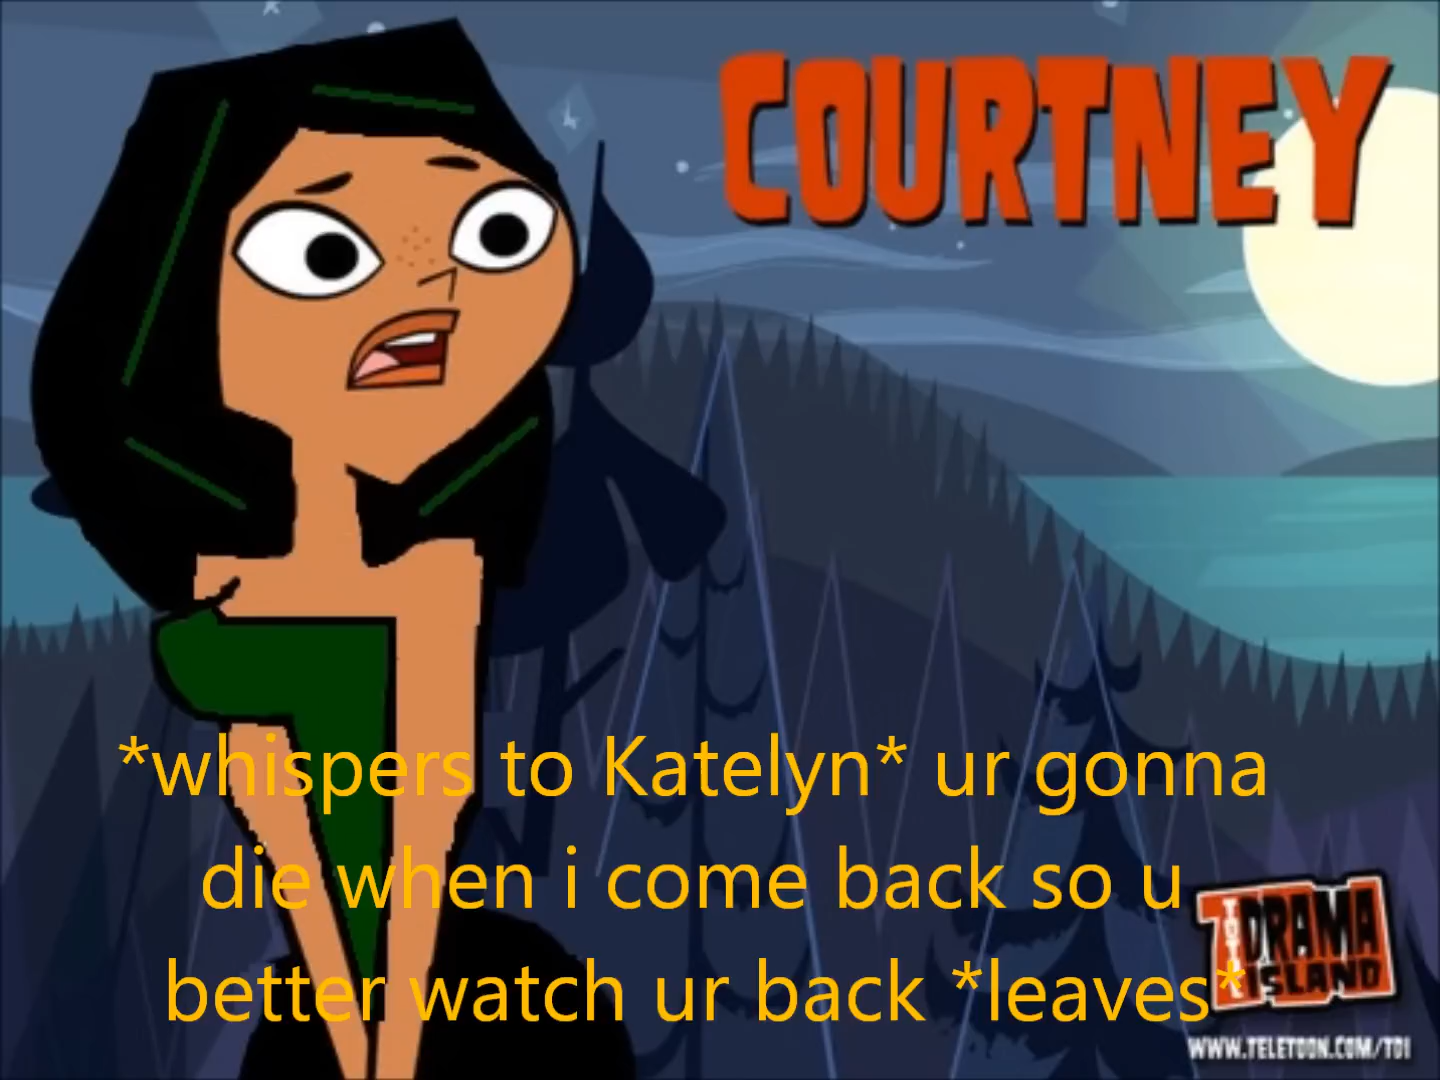 COURTNEY
*whispers to Katelyn* ur gonna
die when i come back so u
better watch ur back *leaves*
TOTAL
DRAMA
ISLAND
WWW.TELETOON.COM/TDI